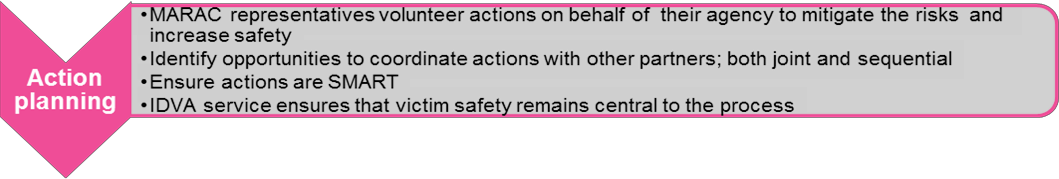 Action
planning
•MARAC representatives volunteer actions on behalf of their agency to mitigate the risks and
increase safety
•Identify opportunities to coordinate actions with other partners; both joint and sequential
•Ensure actions are SMART
•IDVA service ensures that victim safety remains central to the process